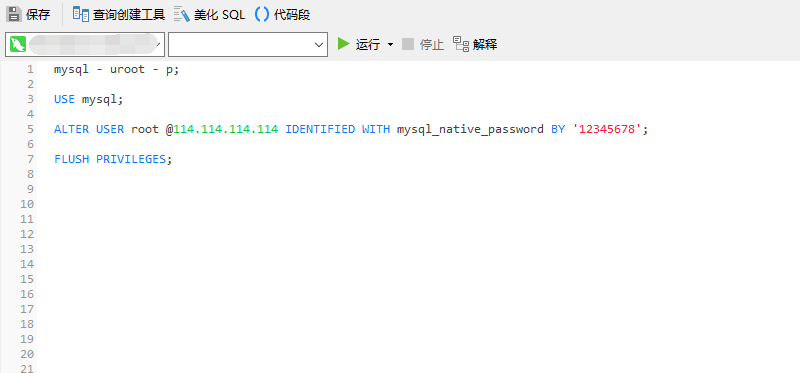 保存 查询创建工具 美化 SQL 代码段
运行 停止 解释
1 mysql - uroot - p;
2
3 USE mysql;
4
5 ALTER USER root @114.114.114.114 IDENTIFIED WITH mysql_native_password BY '12345678';
6
7 FLUSH PRIVILEGES;
8
9
10
11
12
13
14
15
16
17
18
19
20
21